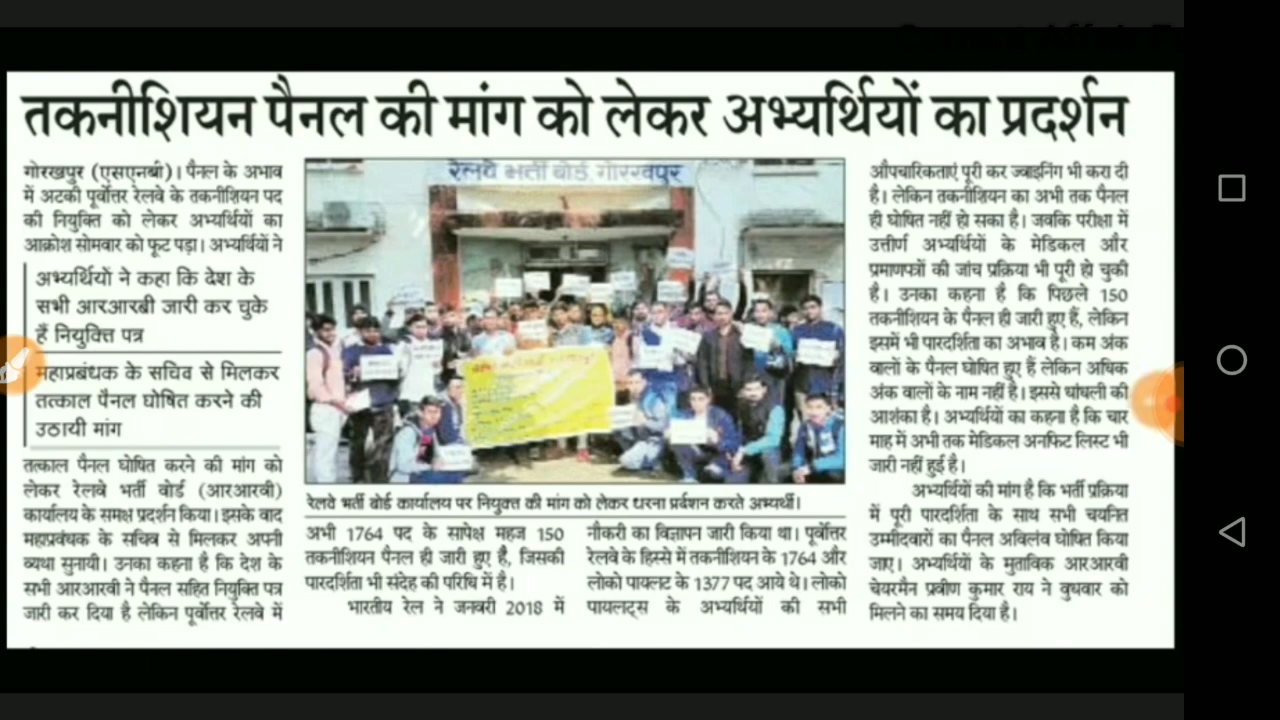 तकनीशियन पैनल की मांग को लेकर अभ्यर्थियों का प्रदर्शन
गोरखपुर (एसएनबी)। पैनल के अभाव
में अटकी पूर्वोत्तर रेलवे के तकनीशियन पद
की नियुक्ति को लेकर अभ्यर्थियों का
आक्रोश सोमवार को फूट पड़ा। अभ्यर्थियों ने
अभ्यर्थियों ने कहा कि देश के
सभी आरआरबी जारी कर चुके
हैं नियुक्ति पत्र
महाप्रबंधक के सचिव से मिलकर
तत्काल पैनल घोषित करने की
उठायी मांग
तत्काल पैनल घोषित करने की मांग को
लेकर रेलवे भर्ती बोर्ड (आरआरबी)
कार्यालय के समक्ष प्रदर्शन किया। इसके बाद
महाप्रबंधक के सचिव से मिलकर अपनी
व्यथा सुनायी। उनका कहना है कि देश के
सभी आरआरबी ने पैनल सहित नियुक्ति पत्र
जारी कर दिया है लेकिन पूर्वोत्तर रेलवे में
रेलवे भर्ती बोर्ड, गोरखपुर
रेलवे भर्ती बोर्ड कार्यालय पर नियुक्त की मांग को लेकर धरना प्रर्दशन करते अभ्यर्थी।
अभी 1764 पद के सापेक्ष महज 150
तकनीशियन पैनल ही जारी हुए हैं, जिसकी
पारदर्शिता भी संदेह की परिधि में है।
भारतीय रेल ने जनवरी 2018 में
नौकरी का विज्ञापन जारी किया था। पूर्वोत्तर
रेलवे के हिस्से में तकनीशियन के 1764 और
लोको पायलट के 1377 पद आये थे। लोको
पायलट्स के अभ्यर्थियों की सभी
औपचारिकताएं पूरी कर ज्वाइनिंग भी करा दी
है। लेकिन तकनीशियन का अभी तक पैनल
ही घोषित नहीं हो सका है। जबकि परीक्षा में
उत्तीर्ण अभ्यर्थियों के मेडिकल और
प्रमाणपत्रों की जांच प्रक्रिया भी पूरी हो चुकी
है। उनका कहना है कि पिछले 150
तकनीशियन के पैनल ही जारी हुए हैं, लेकिन
इसमें भी पारदर्शिता का अभाव है। कम अंक
वालों के पैनल घोषित हुए हैं लेकिन अधिक
अंक वालों के नाम नहीं है। इससे धांधली की
आशंका है। अभ्यर्थियों का कहना है कि चार
माह में अभी तक मेडिकल अनफिट लिस्ट भी
जारी नहीं हुई है।
अभ्यर्थियों की मांग है कि भर्ती प्रक्रिया
में पूरी पारदर्शिता के साथ सभी चयनित
उम्मीदवारों का पैनल अविलंब घोषित किया
जाए। अभ्यर्थियों के मुताबिक आरआरबी
चेयरमैन प्रवीण कुमार राय ने बुधवार को
मिलने का समय दिया है।